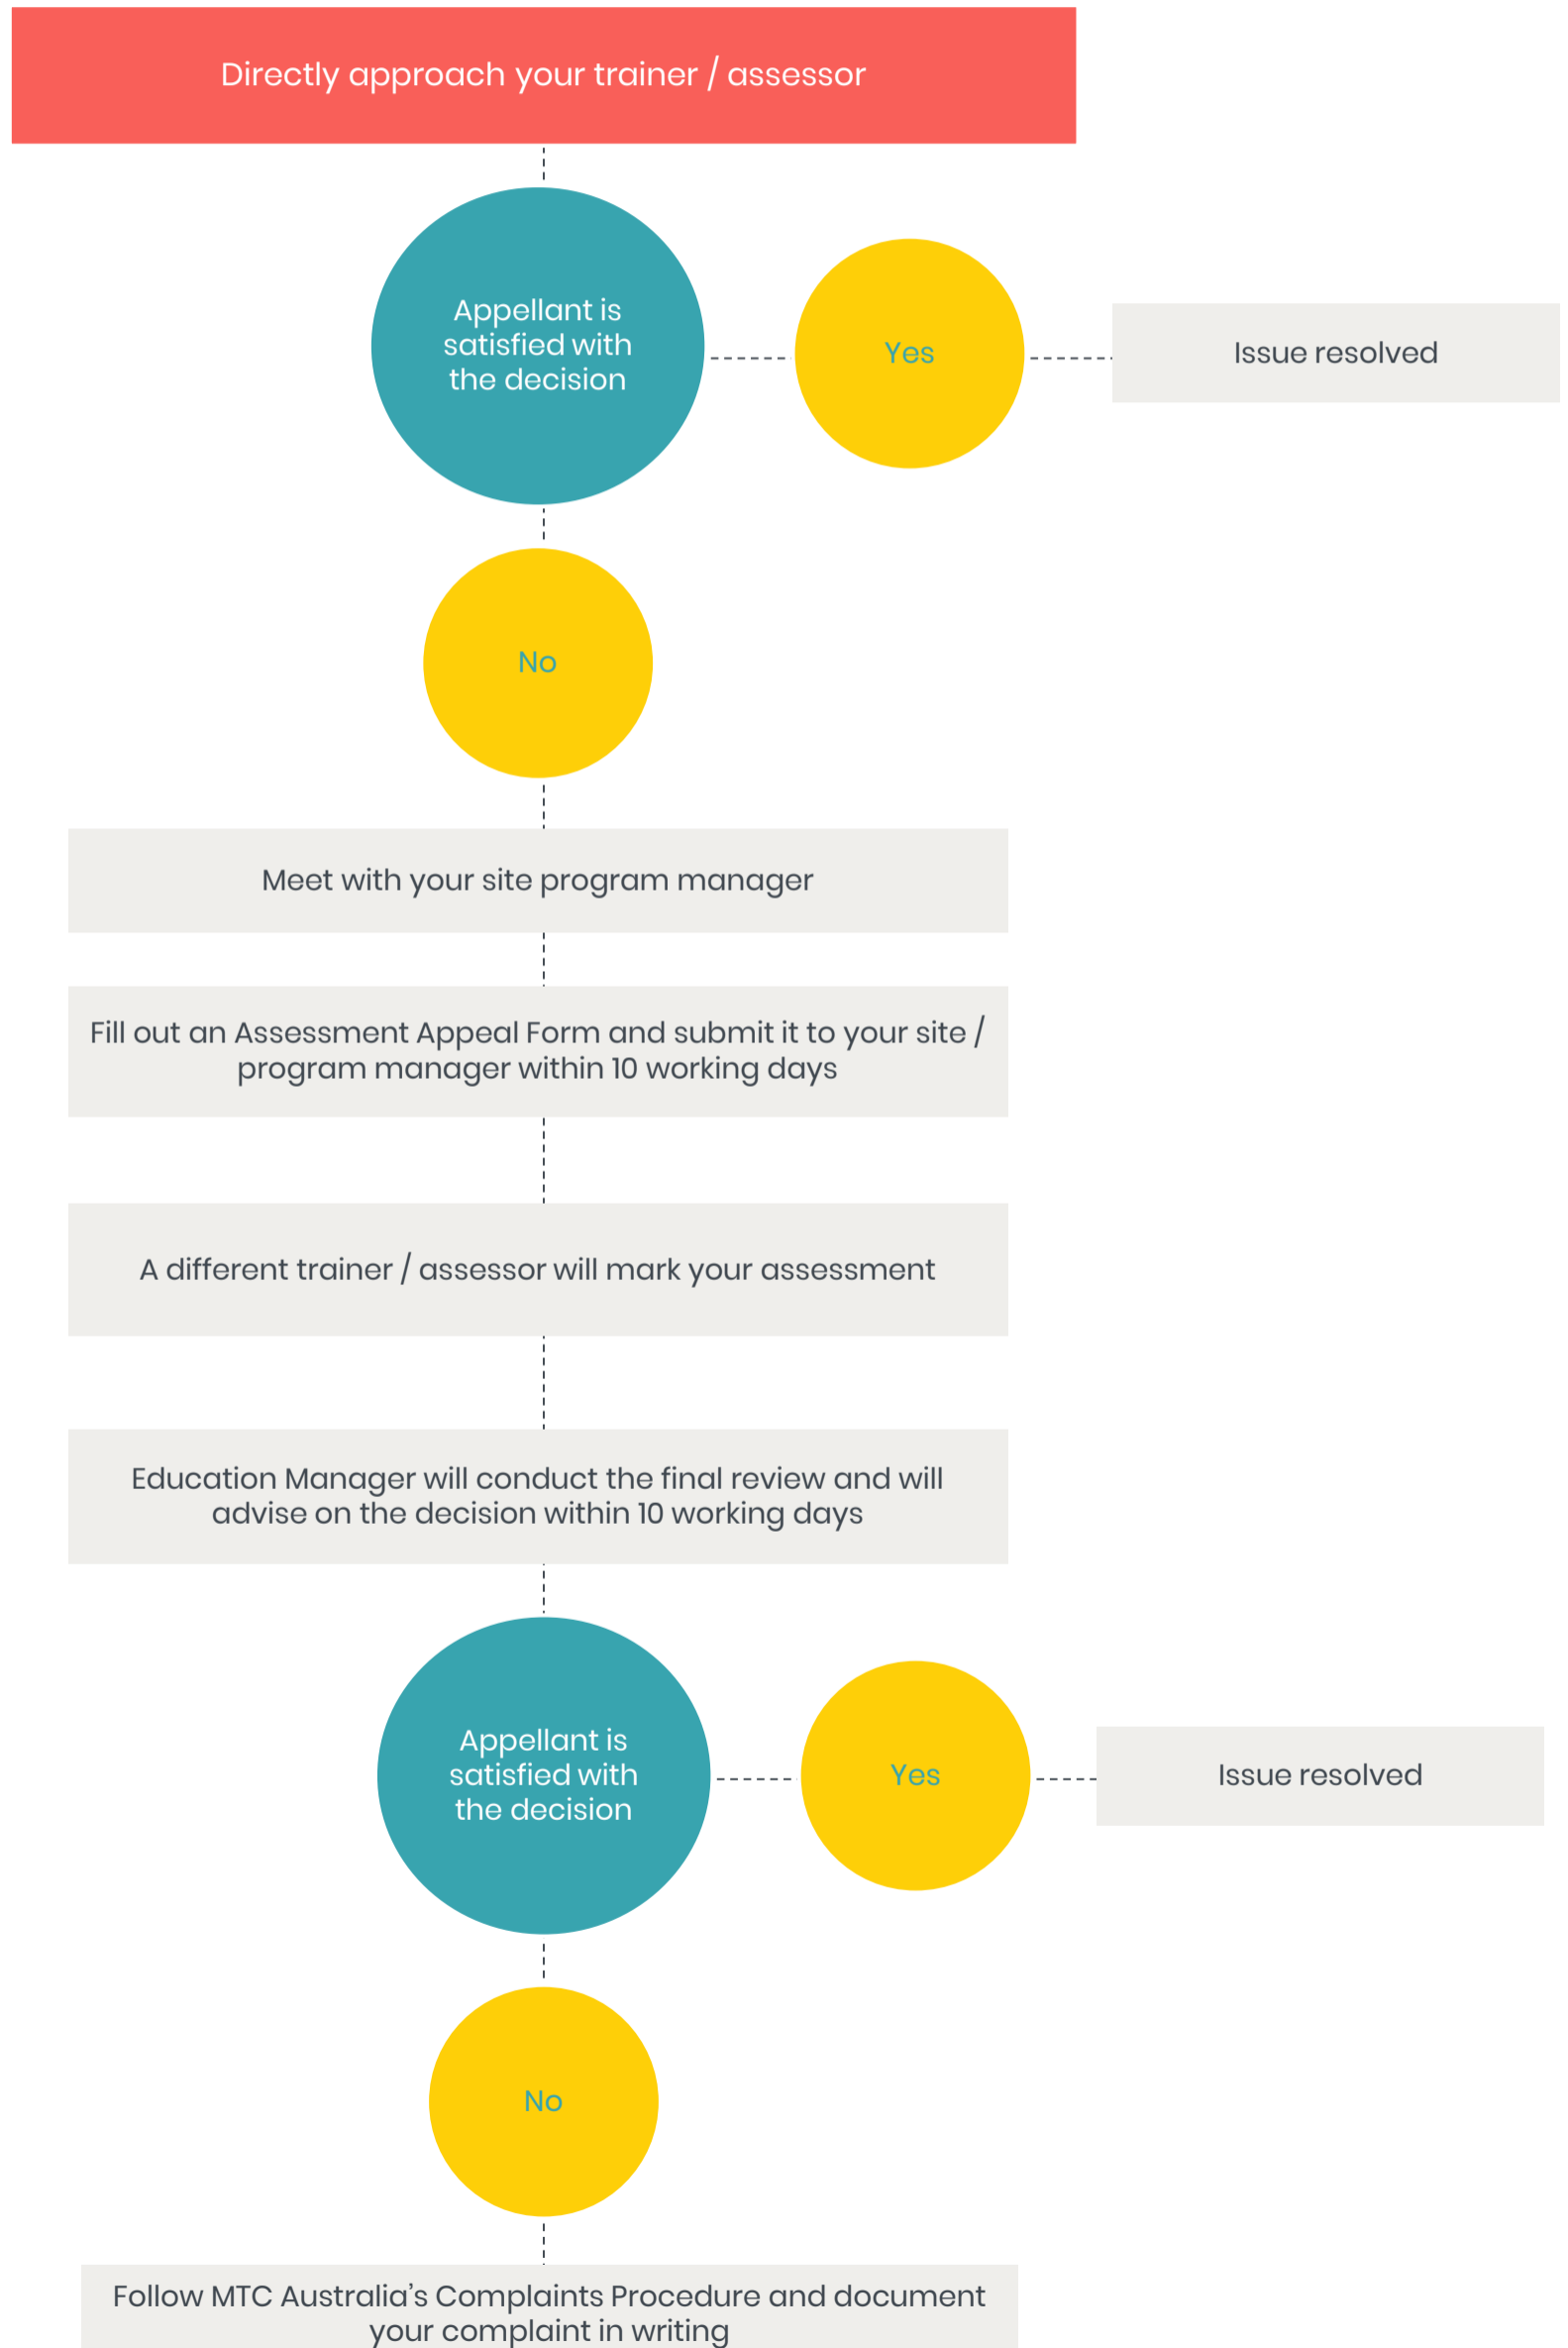 Directly approach your trainer / assessor
Appellant is
satisfied with
the decision
Yes
Issue resolved
No
Meet with your site program manager
Fill out an Assessment Appeal Form and submit it to your site /
program manager within 10 working days
A different trainer / assessor will mark your assessment
Education Manager will conduct the final review and will
advise on the decision within 10 working days
Appellant is
satisfied with
the decision
Yes
Issue resolved
No
Follow MTC Australia’s Complaints Procedure and document
your complaint in writing